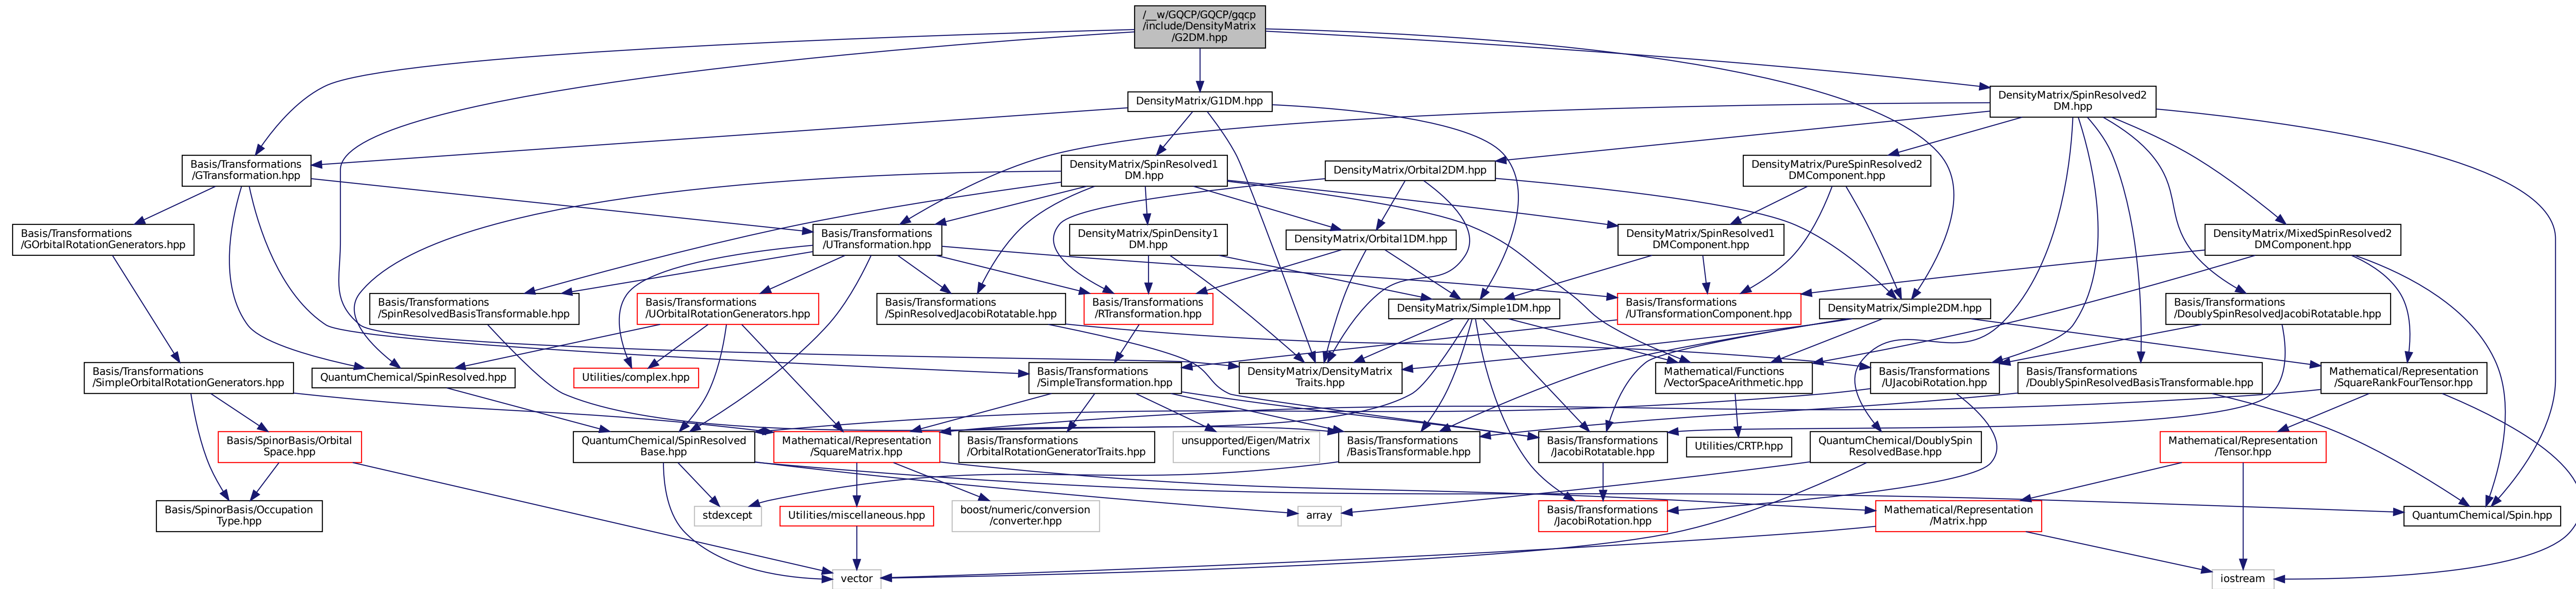 /__w/GQCP/GQCP/gqcp
/include/DensityMatrix
/G2DM.hpp
DensityMatrix/G1DM.hpp
DensityMatrix/SpinResolved2
DM.hpp
Basis/Transformations
/GTransformation.hpp
DensityMatrix/SpinResolved1
DM.hpp
DensityMatrix/Orbital2DM.hpp
DensityMatrix/PureSpinResolved2
DMComponent.hpp
Basis/Transformations
/GOrbitalRotationGenerators.hpp
Basis/Transformations
/UTransformation.hpp
DensityMatrix/SpinDensity1
DM.hpp
DensityMatrix/Orbital1DM.hpp
DensityMatrix/SpinResolved1
DMComponent.hpp
DensityMatrix/MixedSpinResolved2
DMComponent.hpp
Basis/Transformations
/SpinResolvedBasisTransformable.hpp
Basis/Transformations
/UOrbitalRotationGenerators.hpp
Basis/Transformations
/SpinResolvedJacobiRotatable.hpp
Basis/Transformations
/RTransformation.hpp
DensityMatrix/Simple1DM.hpp
Basis/Transformations
/UTransformationComponent.hpp
DensityMatrix/Simple2DM.hpp
Basis/Transformations
/DoublySpinResolvedJacobiRotatable.hpp
Basis/Transformations
/SimpleOrbitalRotationGenerators.hpp
QuantumChemical/SpinResolved.hpp
Utilities/complex.hpp
Basis/Transformations
/SimpleTransformation.hpp
DensityMatrix/DensityMatrix
Traits.hpp
Mathematical/Functions
/VectorSpaceArithmetic.hpp
Basis/Transformations
/UJacobiRotation.hpp
Basis/Transformations
/DoublySpinResolvedBasisTransformable.hpp
Mathematical/Representation
/SquareRankFourTensor.hpp
Basis/SpinorBasis/Orbital
Space.hpp
QuantumChemical/SpinResolved
Base.hpp
Mathematical/Representation
/SquareMatrix.hpp
Basis/Transformations
/OrbitalRotationGeneratorTraits.hpp
unsupported/Eigen/Matrix
Functions
Basis/Transformations
/BasisTransformable.hpp
Basis/Transformations
/JacobiRotatable.hpp
Utilities/CRTP.hpp
QuantumChemical/DoublySpin
ResolvedBase.hpp
Mathematical/Representation
/Tensor.hpp
Basis/SpinorBasis/Occupation
Type.hpp
stdexcept
Utilities/miscellaneous.hpp
boost/numeric/conversion
/converter.hpp
array
Basis/Transformations
/JacobiRotation.hpp
Mathematical/Representation
/Matrix.hpp
QuantumChemical/Spin.hpp
vector
iostream